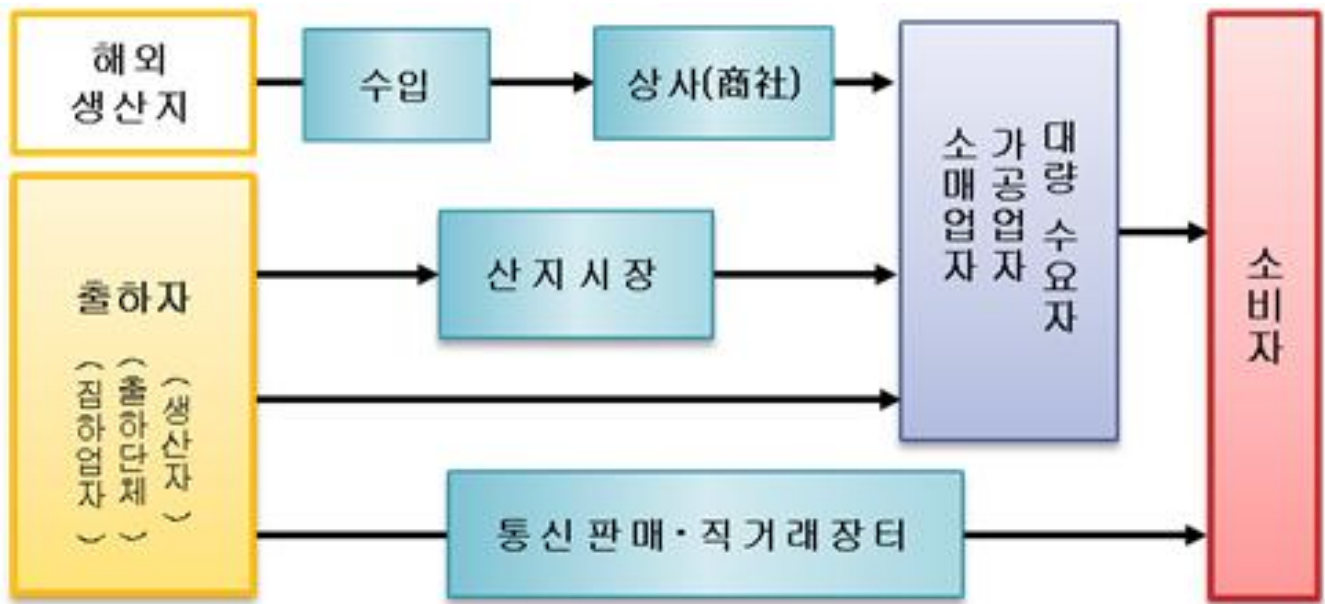 해외
생산지
수입
상사(商社)
소매업자
가공업자
대량 수요자
소비자
출하자
(집하업자)
(출하단체)
(생산자)
산지시장
통신판매·직거래장터